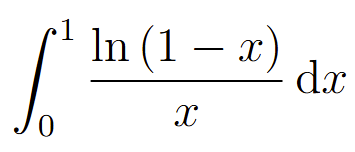 ∫₀¹ ln (1 − x) / x dx